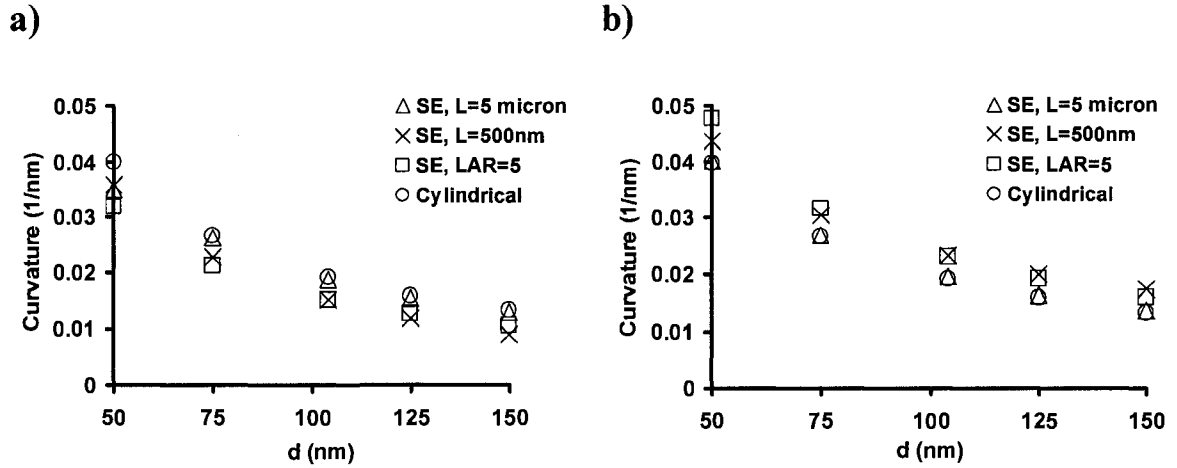 a)
0.05
0.04
0.03
0.02
0.01
0
Curvature (1/nm)
50 75 100 125 150
d (nm)
SE, L=5 micron
SE, L=500nm
SE, LAR=5
Cylindrical
b)
0.05
0.04
0.03
0.02
0.01
0
Curvature (1/nm)
50 75 100 125 150
d (nm)
SE, L=5 micron
SE, L=500nm
SE, LAR=5
Cylindrical